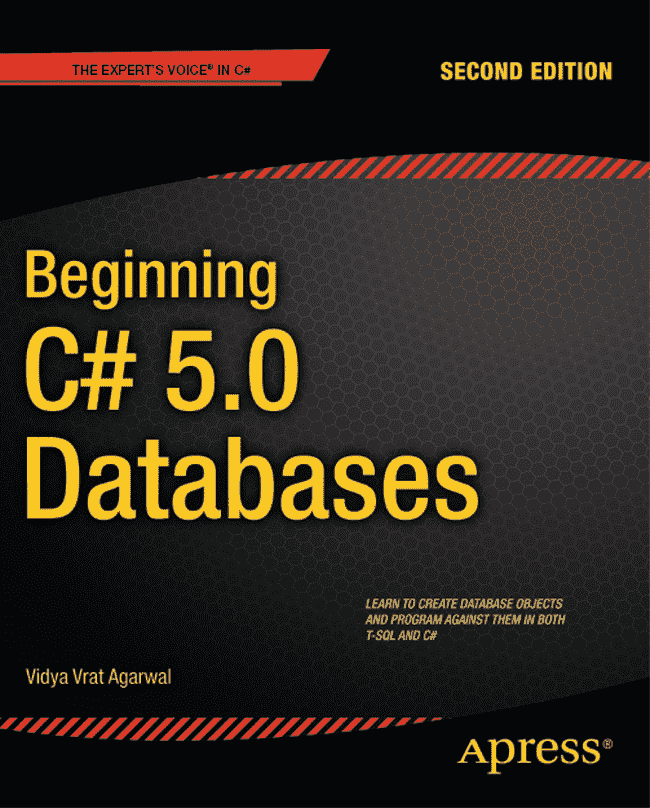 THE EXPERT'S VOICE® IN C#
SECOND EDITION
Beginning
C# 5.0
Databases
LEARN TO CREATE DATABASE OBJECTS
AND PROGRAM AGAINST THEM IN BOTH
T-SQL AND C#
Vidya Vrat Agarwal
Apress®